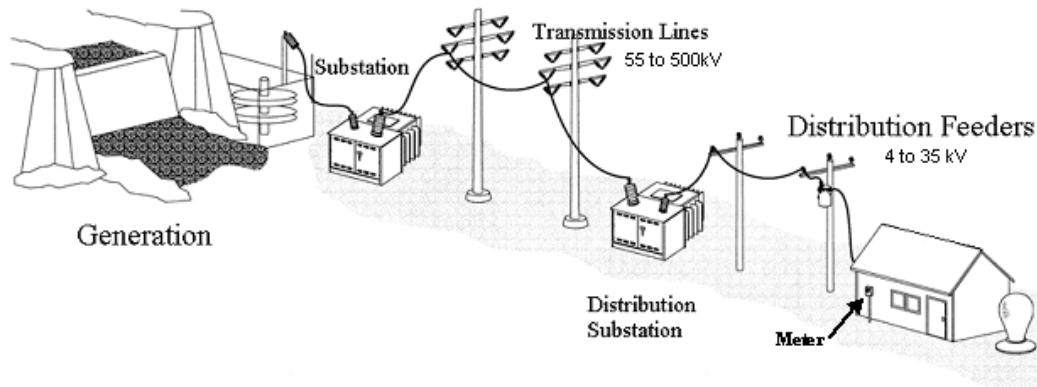 Substation
Transmission Lines
55 to 500kV
Distribution Feeders
4 to 35 kV
Generation
Distribution
Substation
Meter